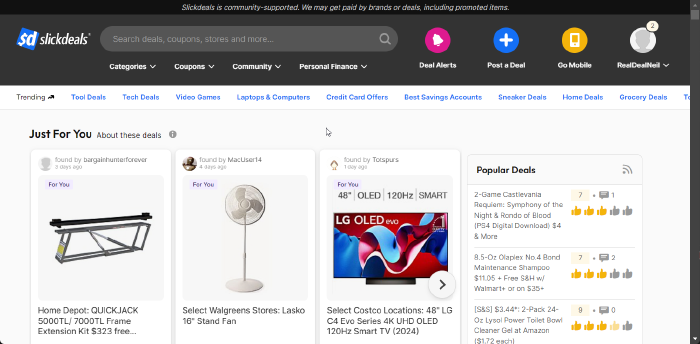 Slickdeals is community-supported. We may get paid by brands or deals, including promoted items.
sd slickdeals
Search deals, coupons, stores and more...
Deal Alerts
Post a Deal
Go Mobile
2
RealDealNeil
Categories
Coupons
Community
Personal Finance
Trending
Tool Deals
Tech Deals
Video Games
Laptops & Computers
Credit Card Offers
Best Savings Accounts
Sneaker Deals
Home Deals
Grocery Deals
Just For You About these deals
found by bargainhunterforever
3 days ago
For You
Home Depot: QUICKJACK
5000TL/ 7000TL Frame
Extension Kit $323 free...
found by MacUser14
4 days ago
For You
Select Walgreens Stores: Lasko
16" Stand Fan
found by Totspurs
1 day ago
For You
48" | OLED | 120Hz | SMART
LG OLED evo
Select Costco Locations: 48" LG
C4 Evo Series 4K UHD OLED
120Hz Smart TV (2024)
Popular Deals
2-Game Castlevania
Requiem: Symphony of the
Night & Rondo of Blood
(PS4 Digital Download) $4
& More
7 • 1
8.5-Oz Olaplex No.4 Bond
Maintenance Shampoo
$11.05 + Free S&H w/
Walmart+ or on $35+
7 • 2
[S&S] $3.44*: 2-Pack 24-
Oz Lysol Power Toilet Bowl
Cleaner Gel at Amazon
($1.72 each)
9 • 0